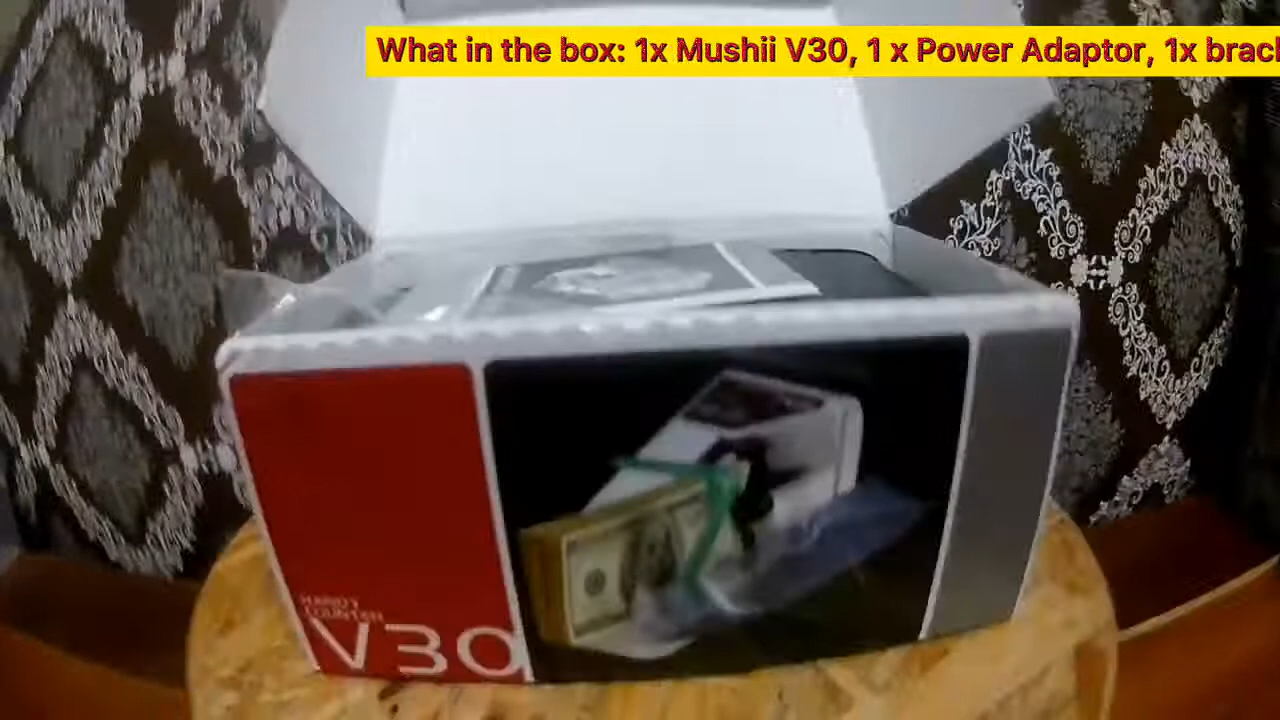 What in the box: 1x Mushii V30, 1 x Power Adaptor, 1x brac
HANDY
COUNTER
V30